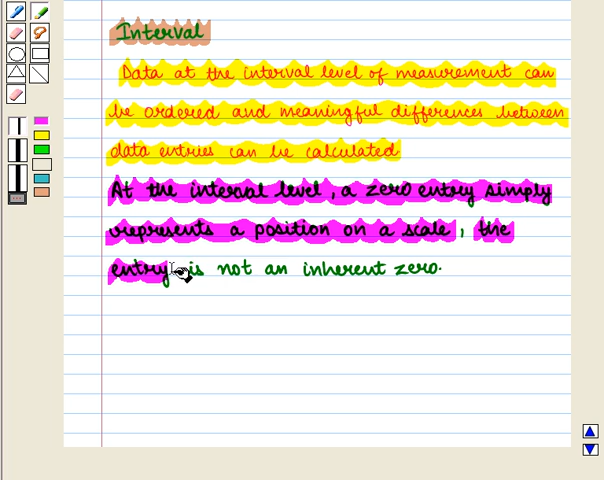 Interval
Data at the interval level of measurement can
be ordered and meaningful differences between
data entries can be calculated
At the interval level, a zero entry simply
represents a position on a scale, the
entry is not an inherent zero.